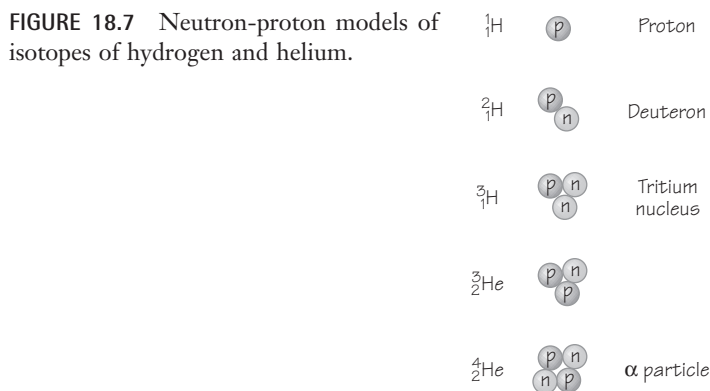 FIGURE 18.7 Neutron-proton models of
isotopes of hydrogen and helium.
¹₁H p Proton
²₁H p n Deuteron
³₁H p n n Tritium
nucleus
³₂He p n p
⁴₂He p n n p α particle